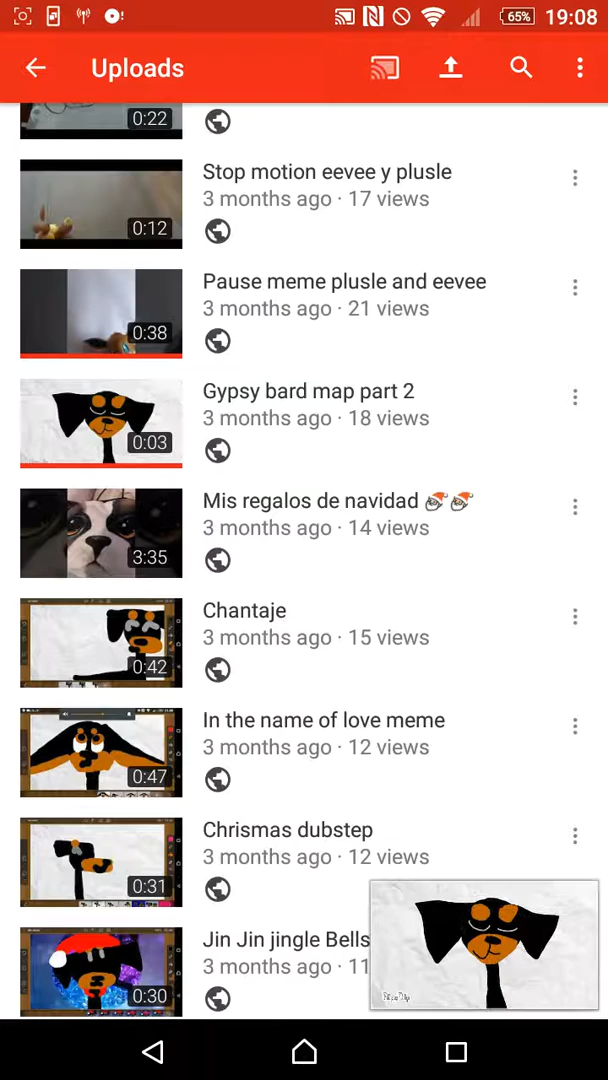 65% 19:08
Uploads
0:22
Stop motion eevee y plusle
3 months ago · 17 views
0:12
Pause meme plusle and eevee
3 months ago · 21 views
0:38
Gypsy bard map part 2
3 months ago · 18 views
0:03
Mis regalos de navidad 🎅🎅
3 months ago · 14 views
3:35
Chantaje
3 months ago · 15 views
0:42
In the name of love meme
3 months ago · 12 views
0:47
Chrismas dubstep
3 months ago · 12 views
0:31
Jin Jin jingle Bells
3 months ago · 11
0:30